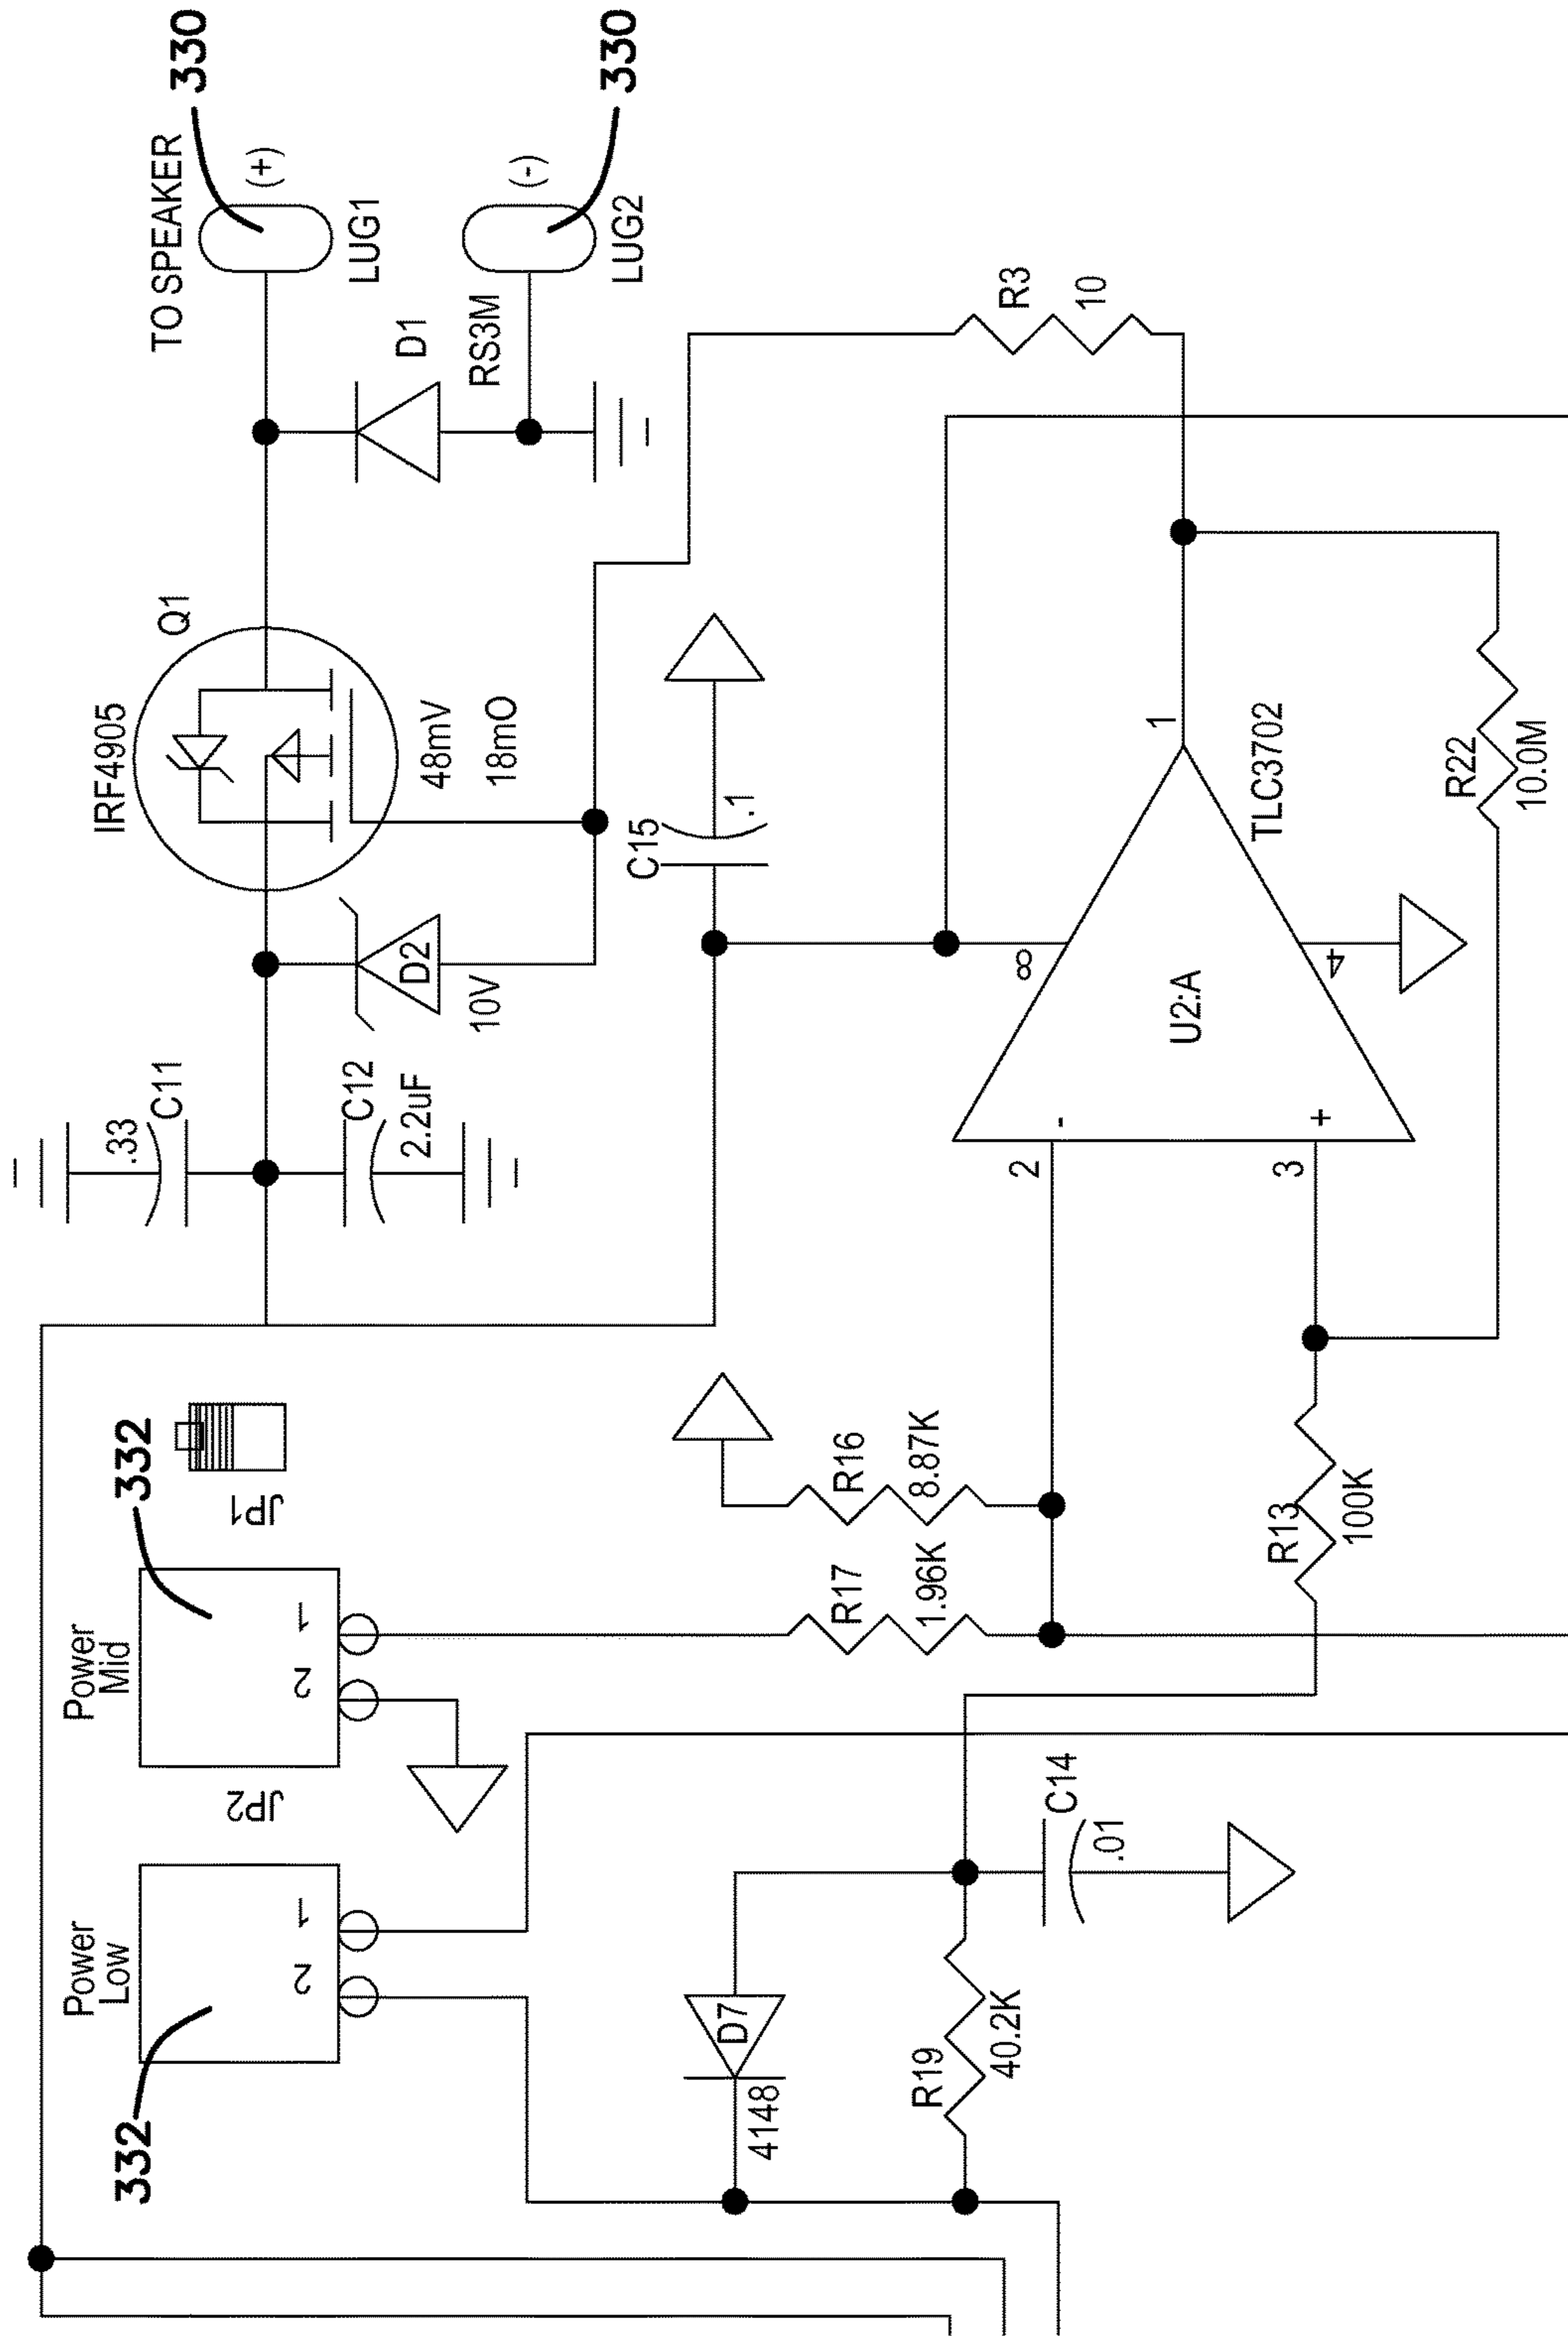 330
330
TO SPEAKER
(+)
(-)
LUG1
LUG2
D1
RS3M
R3
10
Q1
IRF4905
48mV
18mO
C15
.1
D2
10V
C11
.33
C12
2.2uF
1
TLC3702
R22
10.0M
8
4
U2:A
-
+
2
3
332
JP1
Power
Mid
1
2
R16
8.87K
R17
1.96K
R13
100K
JP2
Power
Low
1
2
332
C14
.01
D7
4148
R19
40.2K